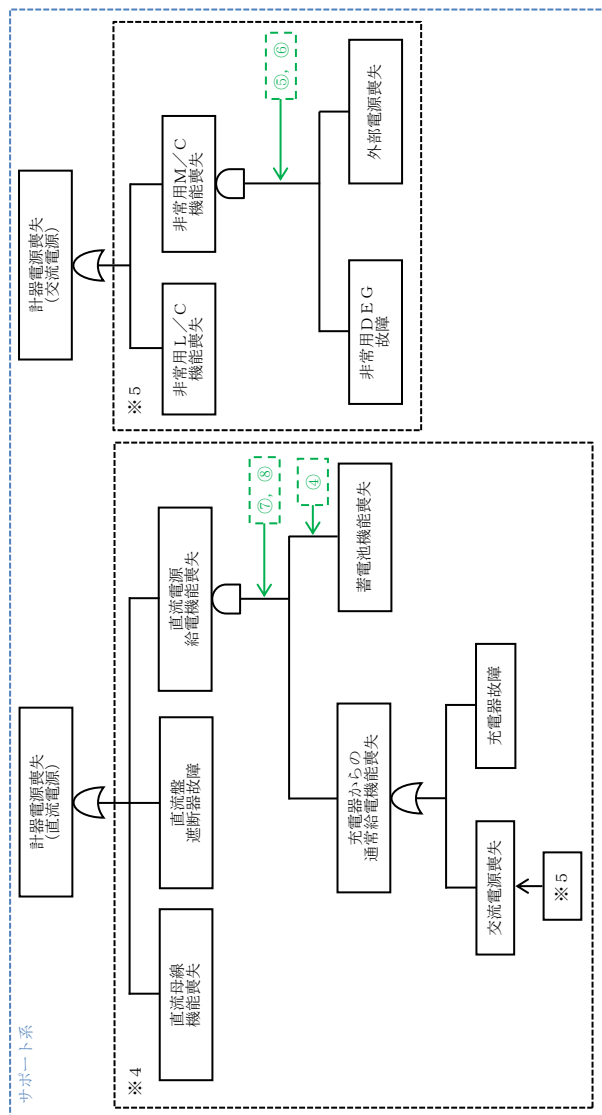 サポート系
計器電源喪失
(直流電源)
※4
直流母線
機能喪失
直流盤
遮断器故障
直流電源
給電機能喪失
⑦, ⑧
④
充電器からの
通常給電機能喪失
蓄電池機能喪失
交流電源喪失
充電器故障
※5
計器電源喪失
(交流電源)
※5
非常用L/C
機能喪失
非常用M/C
機能喪失
⑤, ⑥
非常用DEG
故障
外部電源喪失